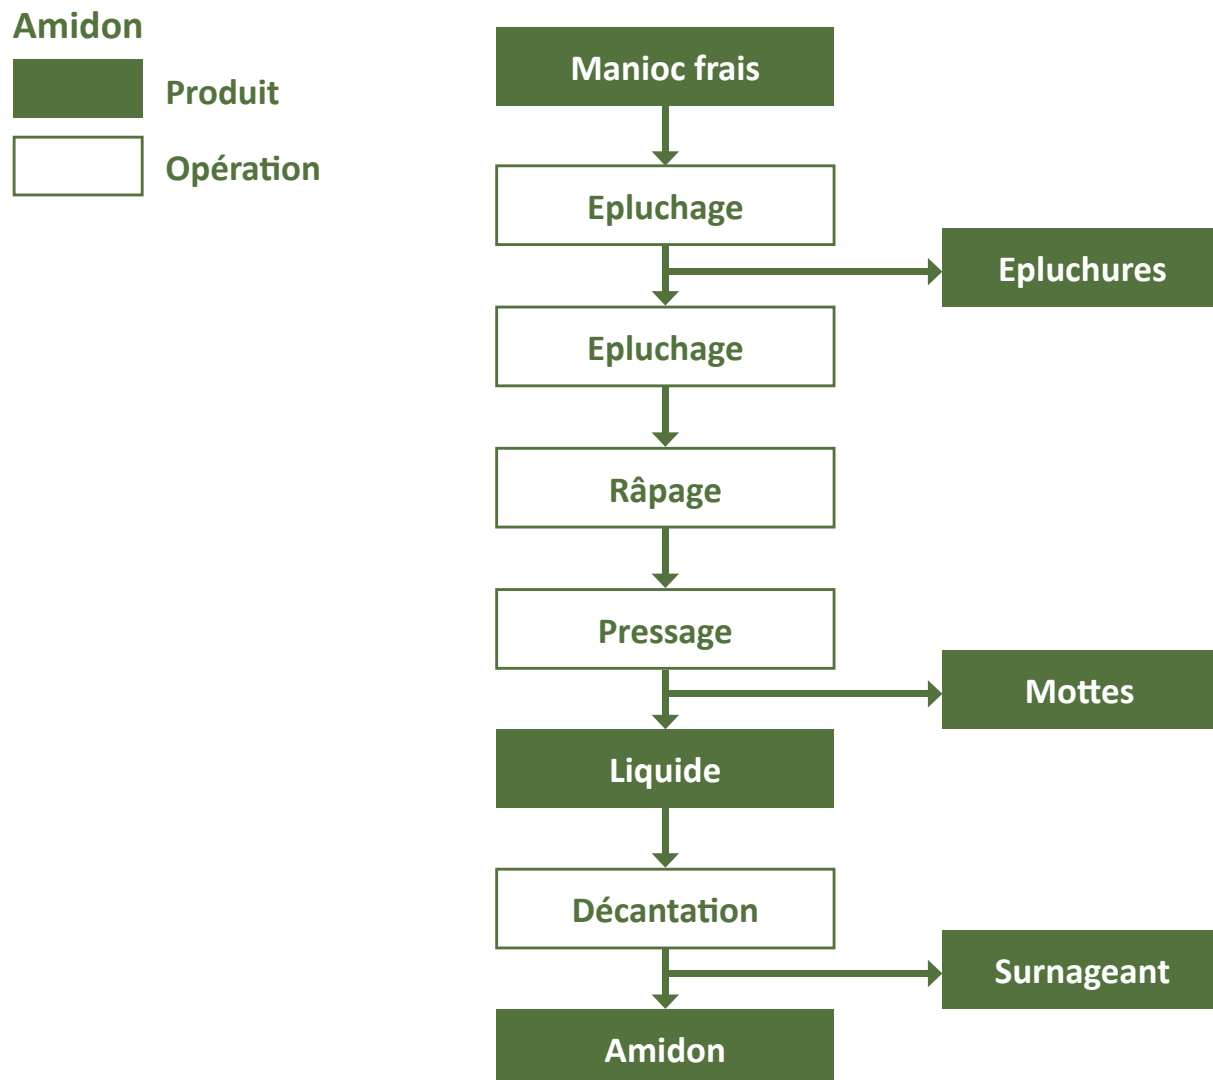 Amidon
Produit
Opération
Manioc frais
Epluchage
Epluchures
Epluchage
Râpage
Pressage
Mottes
Liquide
Décantation
Surnageant
Amidon